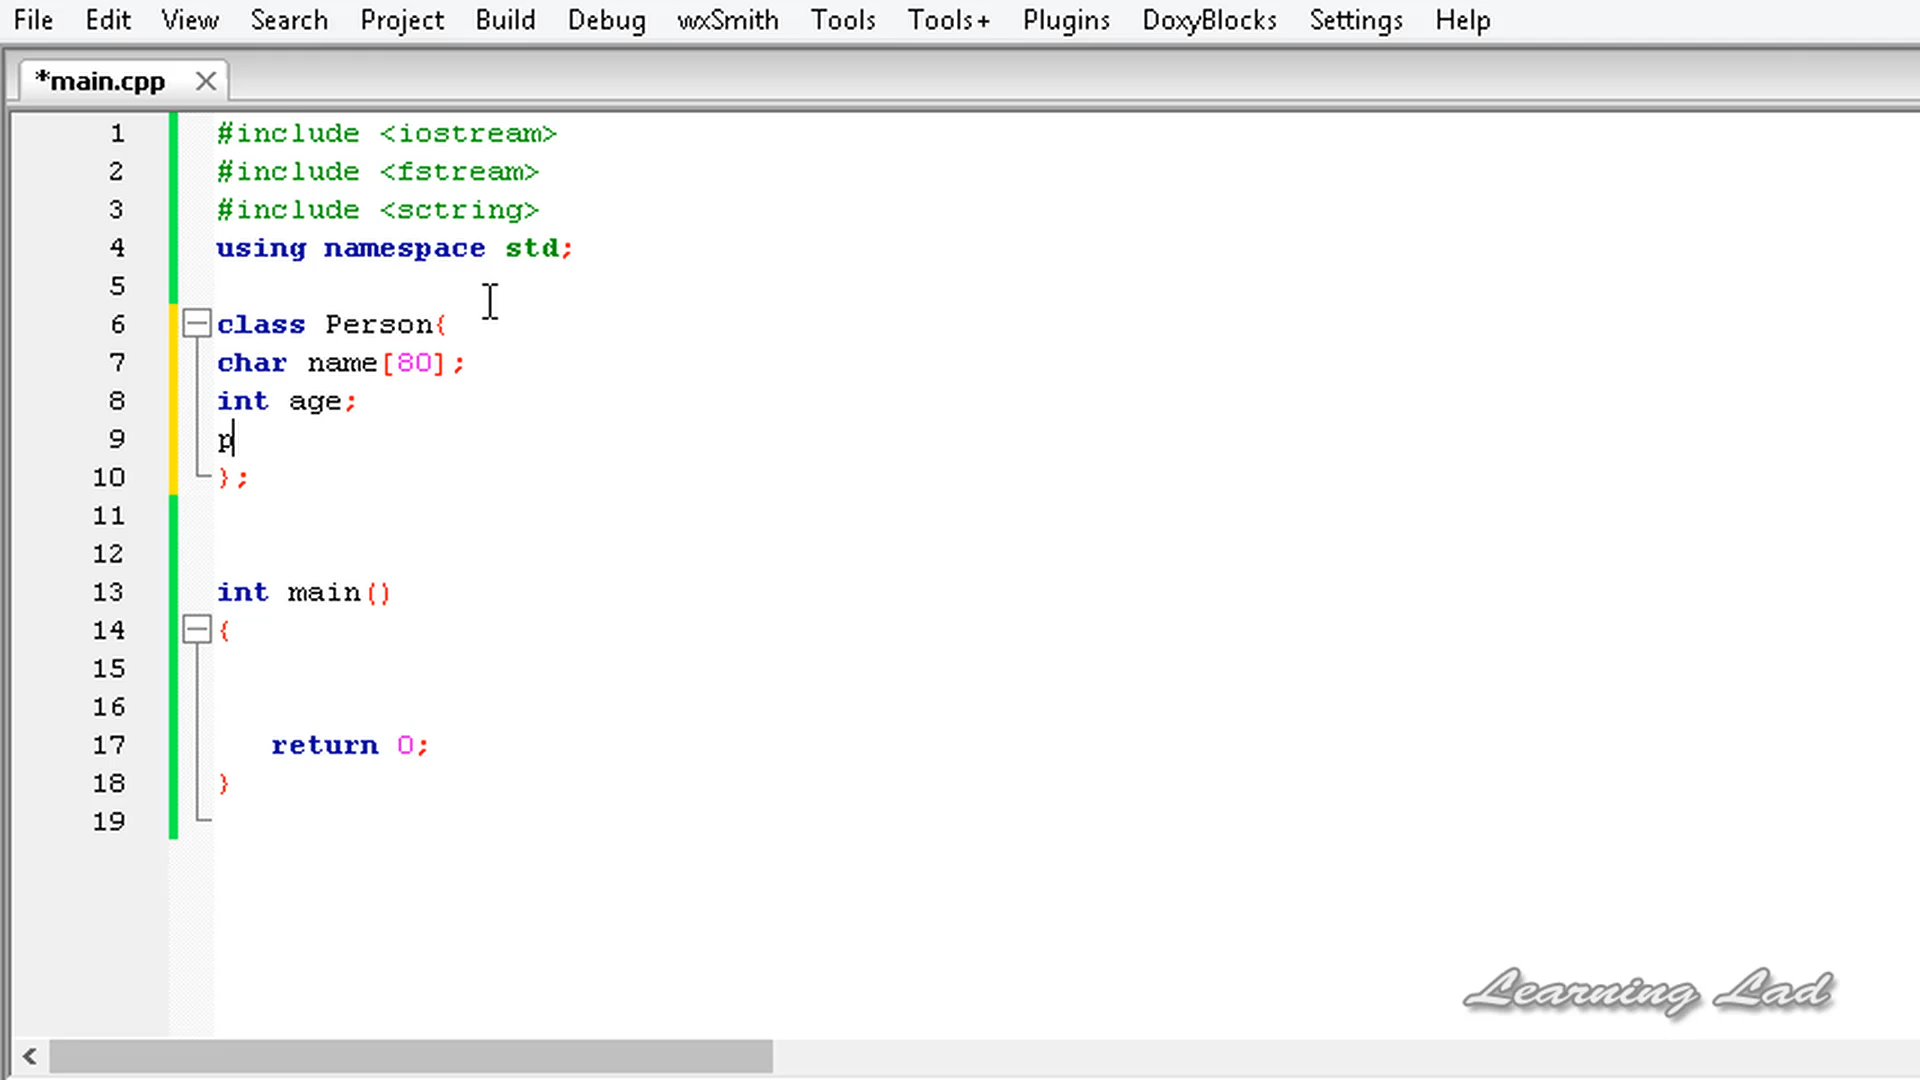 File Edit View Search Project Build Debug wxSmith Tools Tools+ Plugins DoxyBlocks Settings Help
*main.cpp
1 #include <iostream>
2 #include <fstream>
3 #include <sctring>
4 using namespace std;
5
6 class Person{
7 char name[80];
8 int age;
9 p
10 };
11
12
13 int main()
14 {
15
16
17 return 0;
18 }
19
Learning Lad